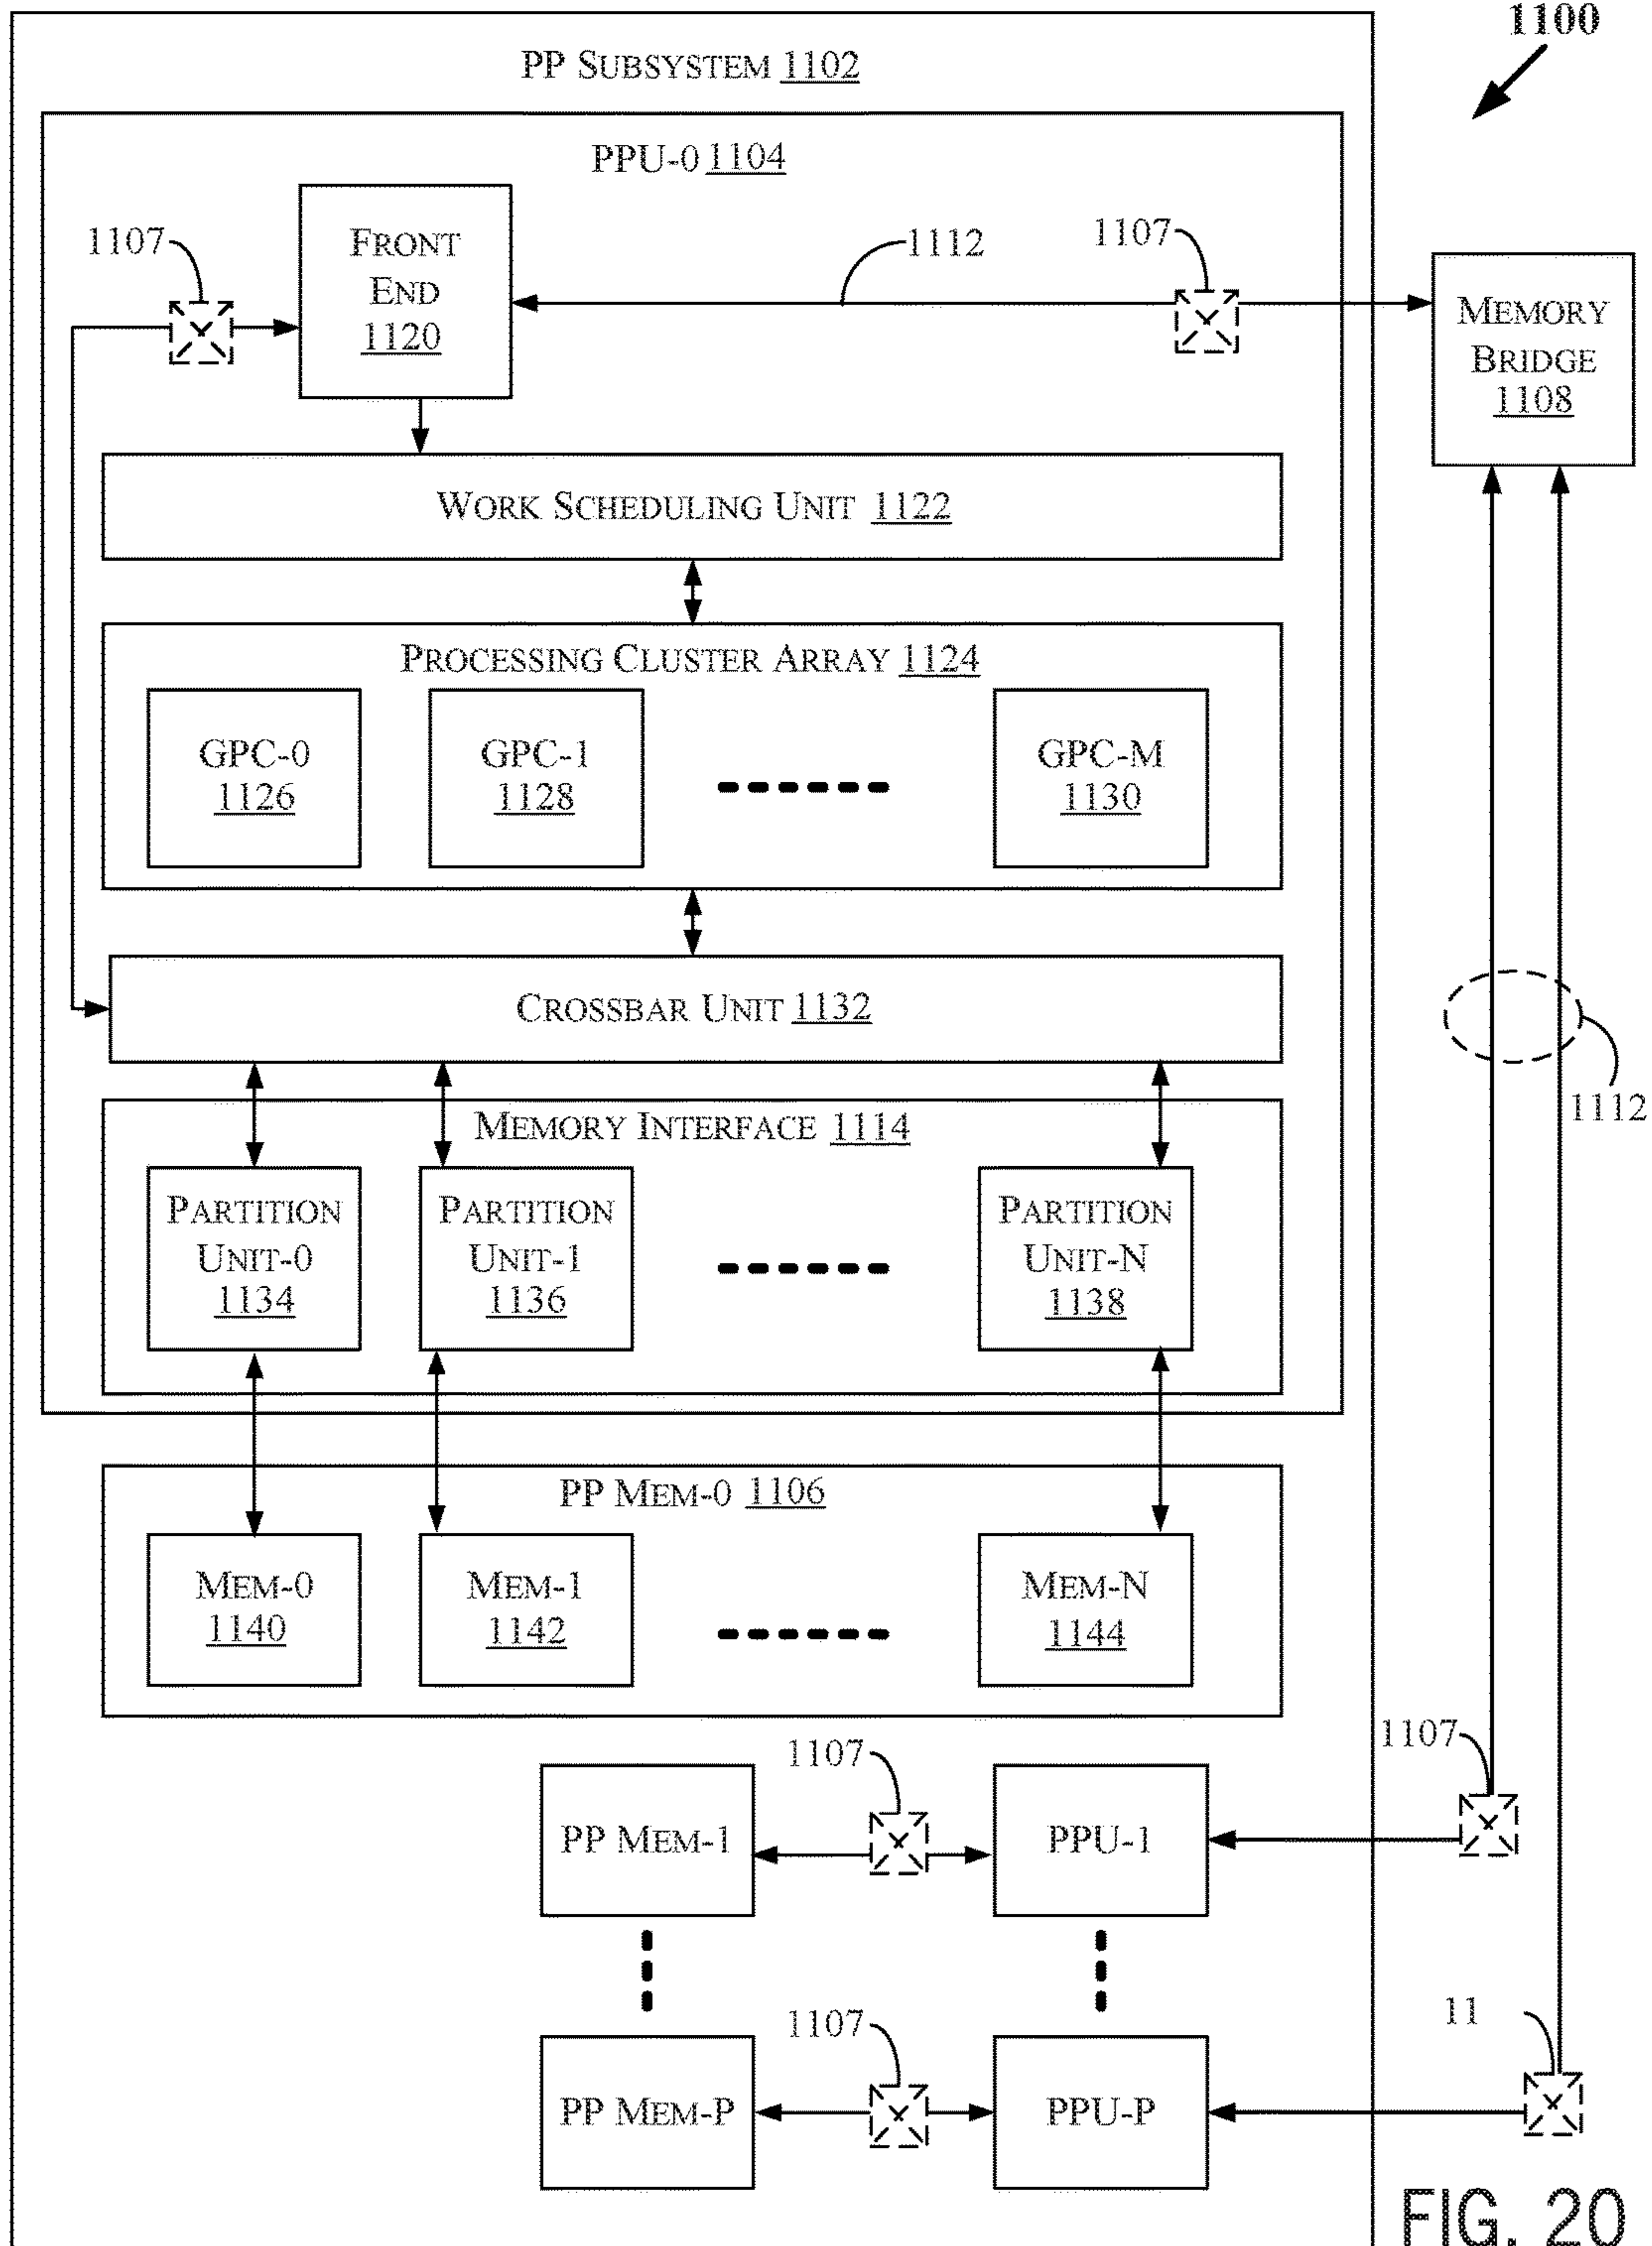 1100
PP SUBSYSTEM 1102
PPU-0 1104
1107
FRONT
END
1120
1112
1107
MEMORY
BRIDGE
1108
WORK SCHEDULING UNIT 1122
PROCESSING CLUSTER ARRAY 1124
GPC-0
1126
GPC-1
1128
GPC-M
1130
CROSSBAR UNIT 1132
1112
MEMORY INTERFACE 1114
PARTITION
UNIT-0
1134
PARTITION
UNIT-1
1136
PARTITION
UNIT-N
1138
PP MEM-0 1106
MEM-0
1140
MEM-1
1142
MEM-N
1144
1107
1107
PP MEM-1
PPU-1
1107
11
PP MEM-P
PPU-P
FIG. 20